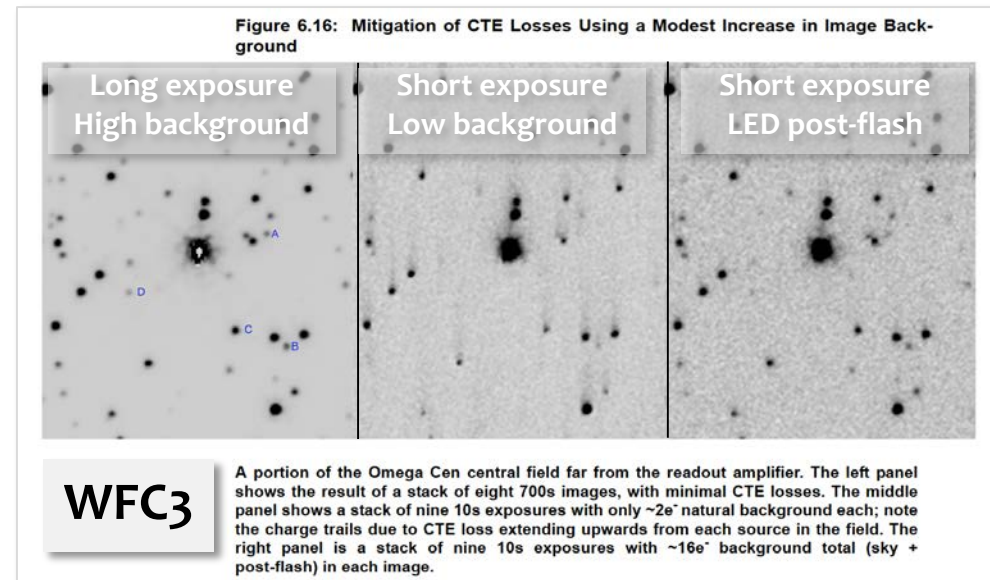 Figure 6.16: Mitigation of CTE Losses Using a Modest Increase in Image Back-
ground
Long exposure
High background
Short exposure
Low background
Short exposure
LED post-flash
A
D
C
B
WFC3
A portion of the Omega Cen central field far from the readout amplifier. The left panel
shows the result of a stack of eight 700s images, with minimal CTE losses. The middle
panel shows a stack of nine 10s exposures with only ~2e⁻ natural background each; note
the charge trails due to CTE loss extending upwards from each source in the field. The
right panel is a stack of nine 10s exposures with ~16e⁻ background total (sky +
post-flash) in each image.